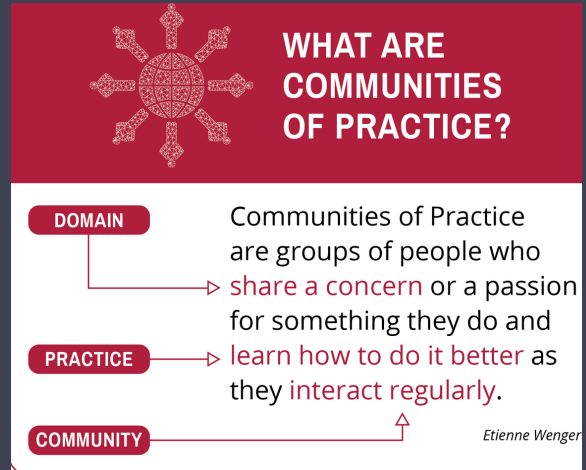 WHAT ARE
COMMUNITIES
OF PRACTICE?
DOMAIN
Communities of Practice
are groups of people who
share a concern or a passion
for something they do and
PRACTICE
learn how to do it better as
they interact regularly.
COMMUNITY
Etienne Wenger